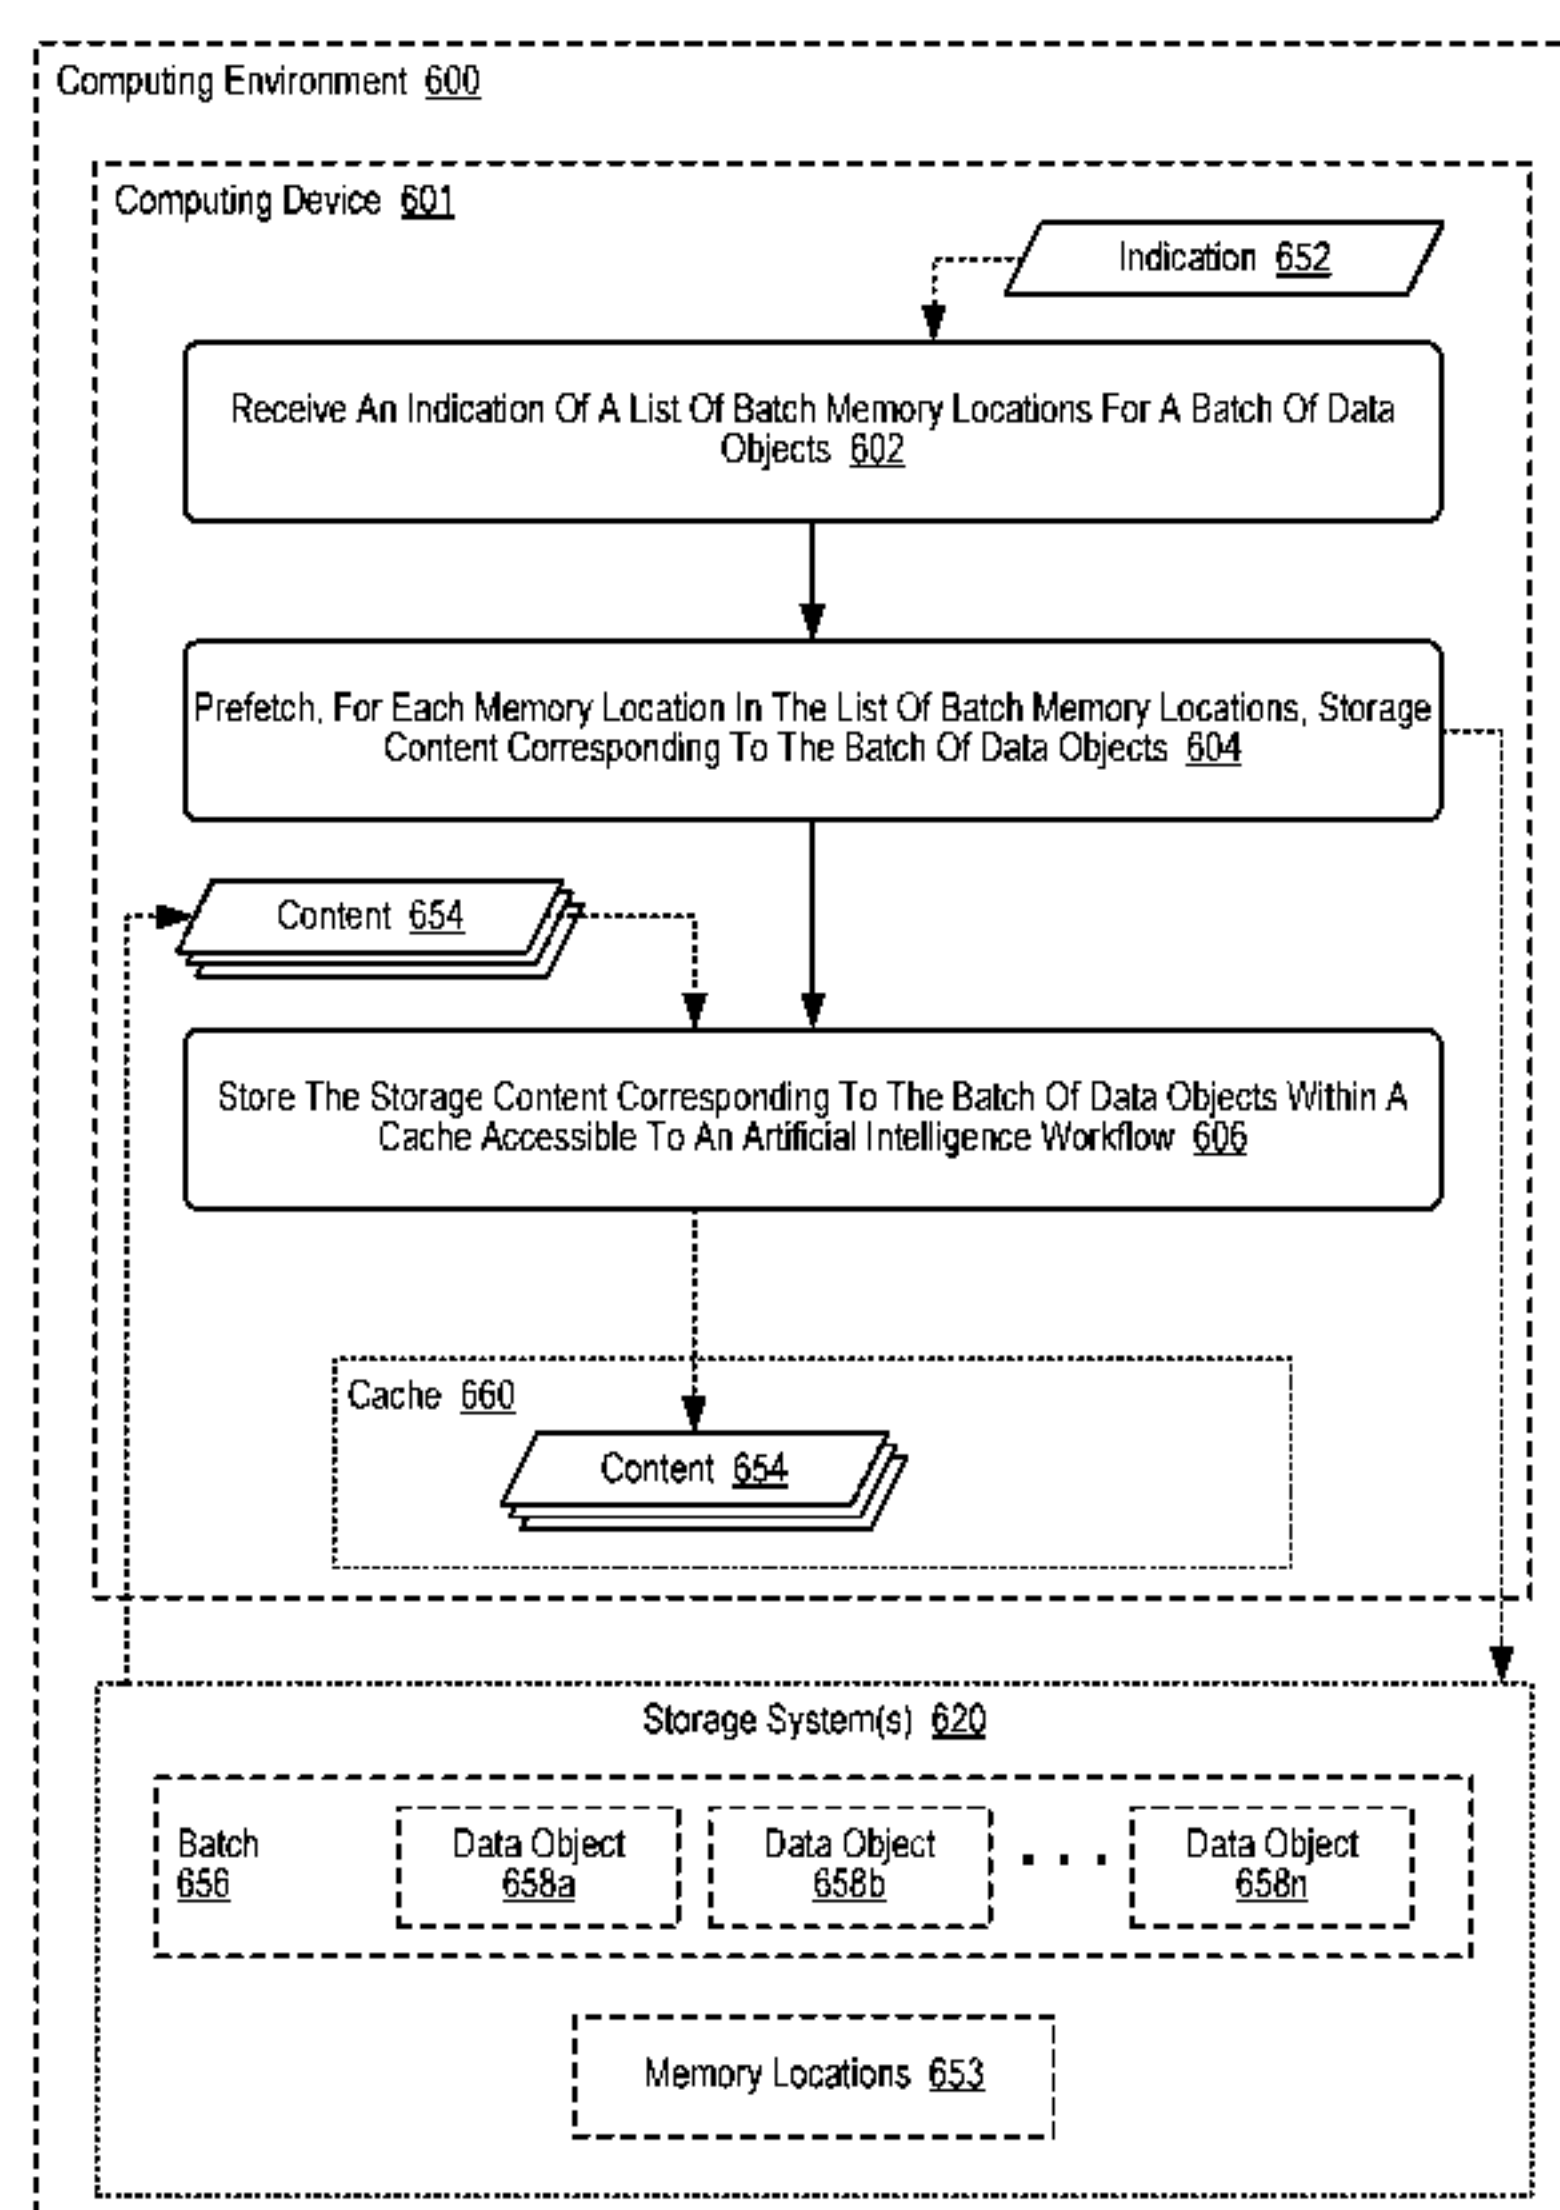 Computing Environment 600
Computing Device 601
Indication 652
Receive An Indication Of A List Of Batch Memory Locations For A Batch Of Data
Objects 602
Prefetch, For Each Memory Location In The List Of Batch Memory Locations, Storage
Content Corresponding To The Batch Of Data Objects 604
Content 654
Store The Storage Content Corresponding To The Batch Of Data Objects Within A
Cache Accessible To An Artificial Intelligence Workflow 606
Cache 660
Content 654
Storage System(s) 620
Batch
656
Data Object
658a
Data Object
658b
. . .
Data Object
658n
Memory Locations 653